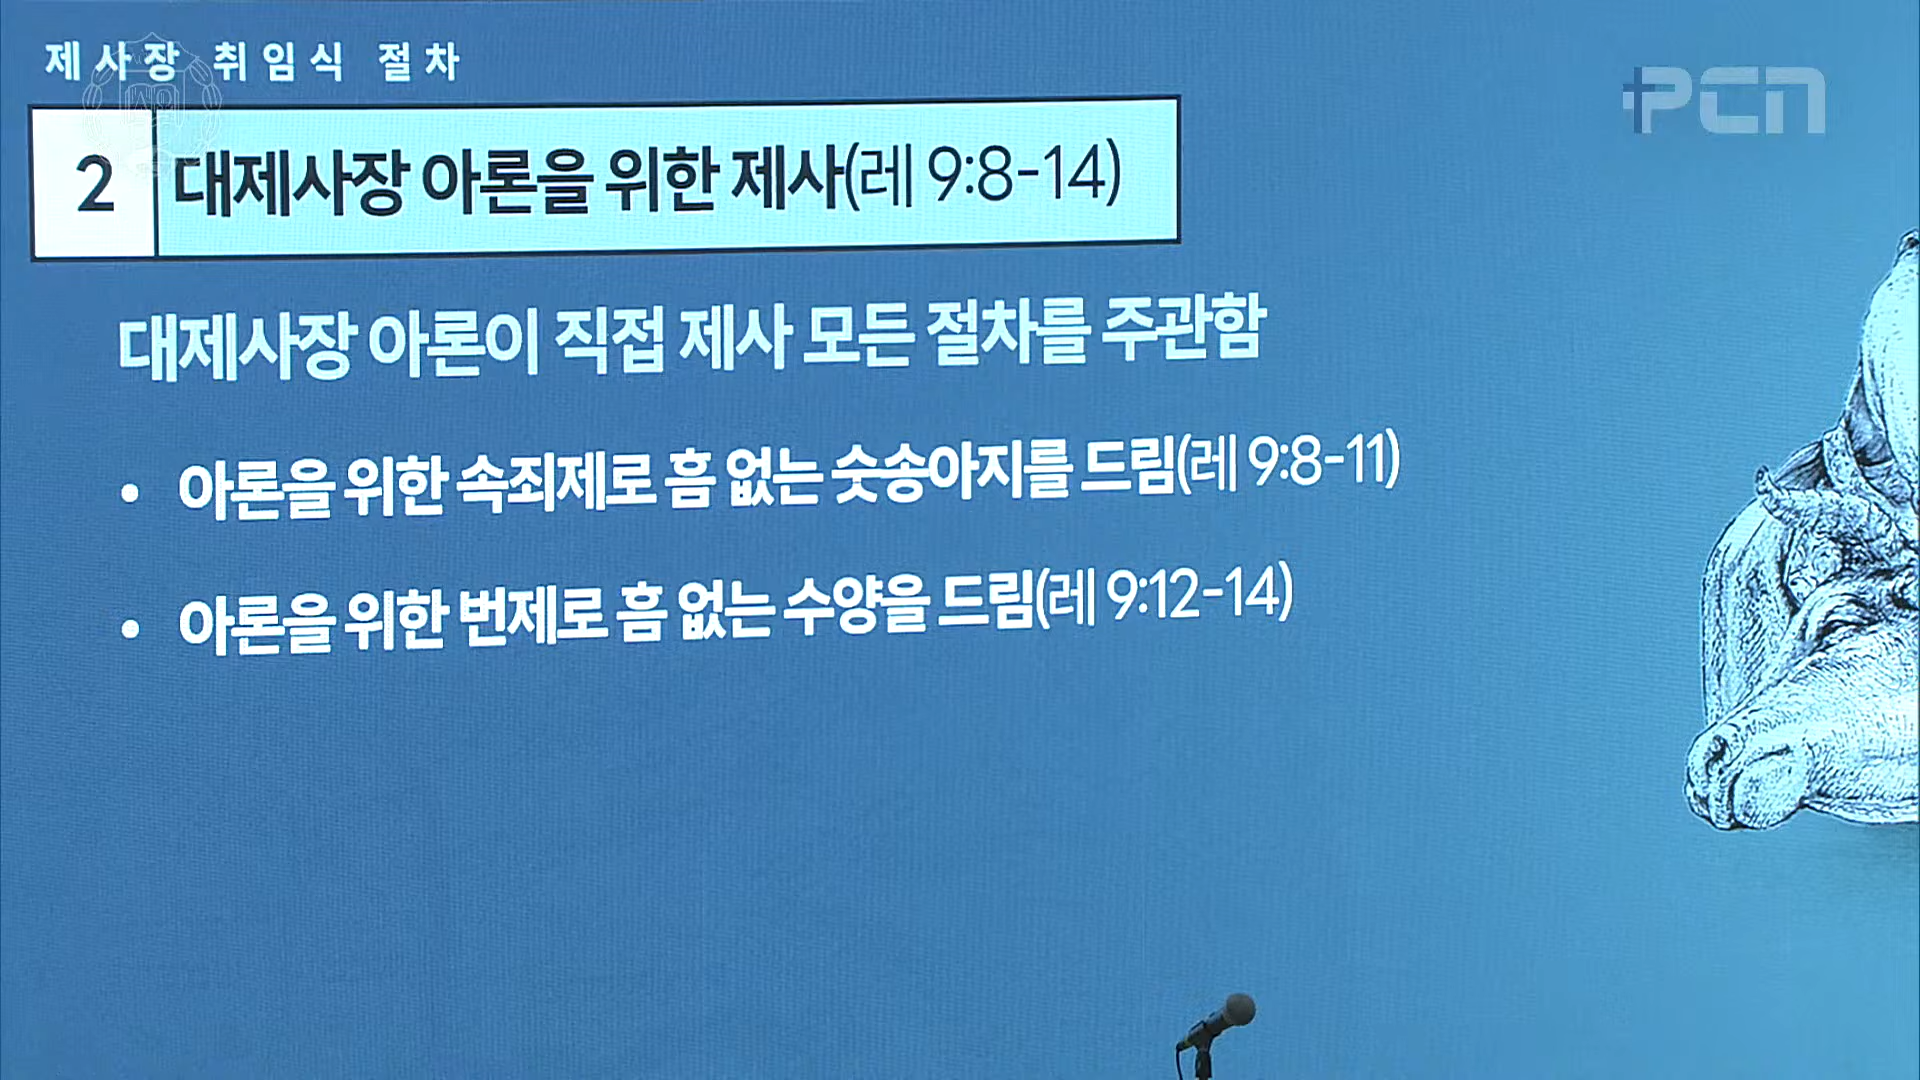 제사장 취임식 절차
PCN
2 대제사장 아론을 위한 제사(레 9:8-14)
대제사장 아론이 직접 제사 모든 절차를 주관함
• 아론을 위한 속죄제로 흠 없는 숫송아지를 드림(레 9:8-11)
• 아론을 위한 번제로 흠 없는 수양을 드림(레 9:12-14)